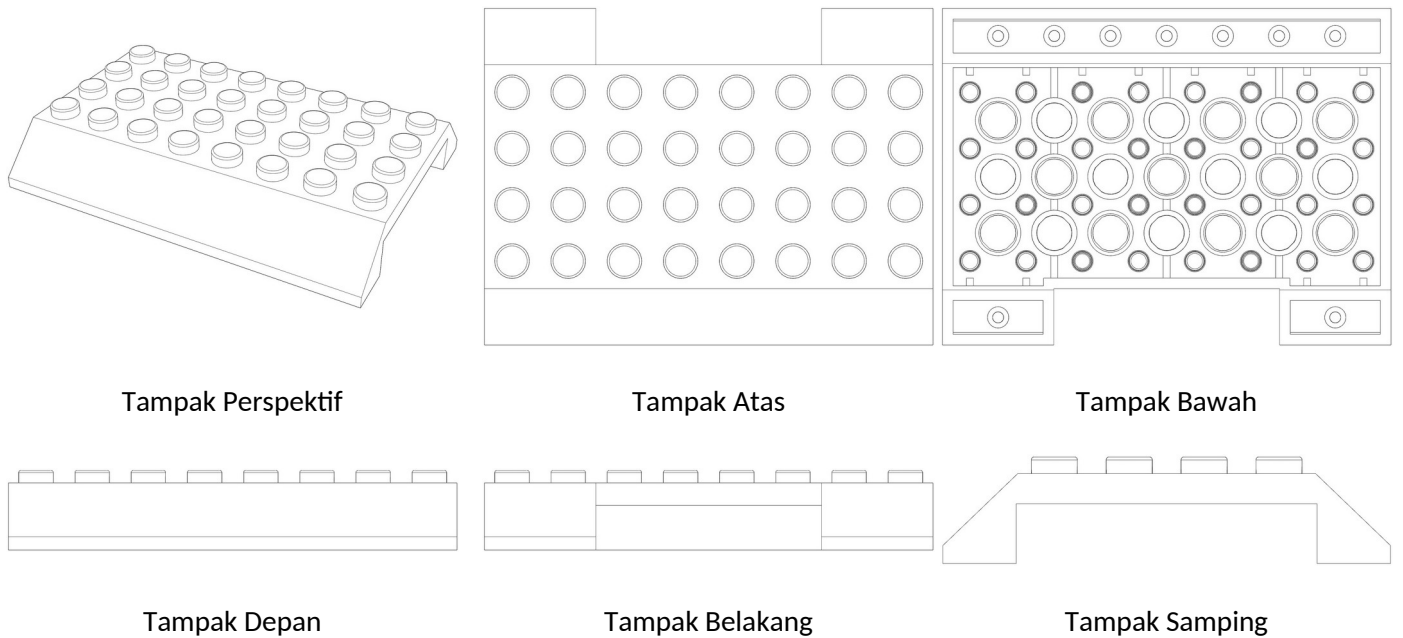 Tampak Perspektif
Tampak Atas
Tampak Bawah
Tampak Depan
Tampak Belakang
Tampak Samping